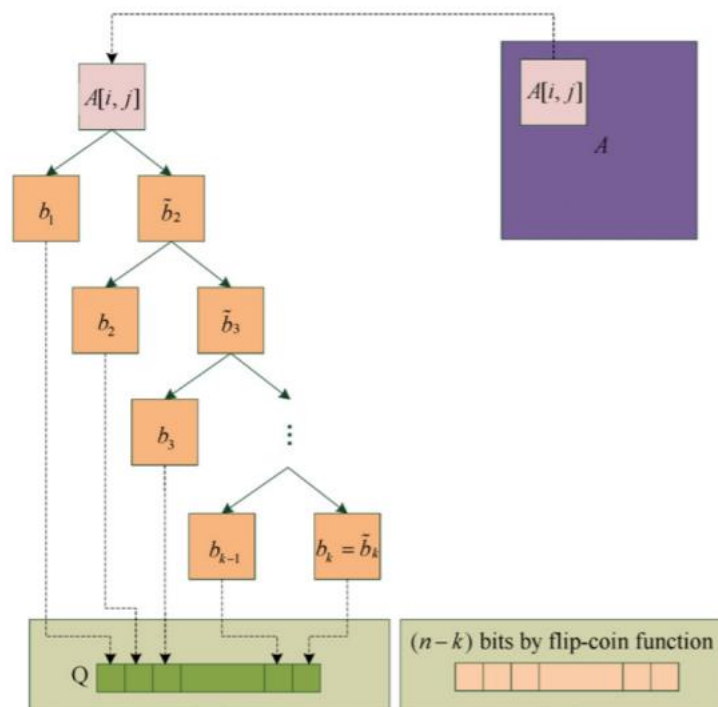 A[i, j]
A[i, j]
A
b₁
b̃₂
b₂
b̃₃
b₃
⋮
bₖ₋₁
bₖ = b̃ₖ
(n − k) bits by flip-coin function
Q